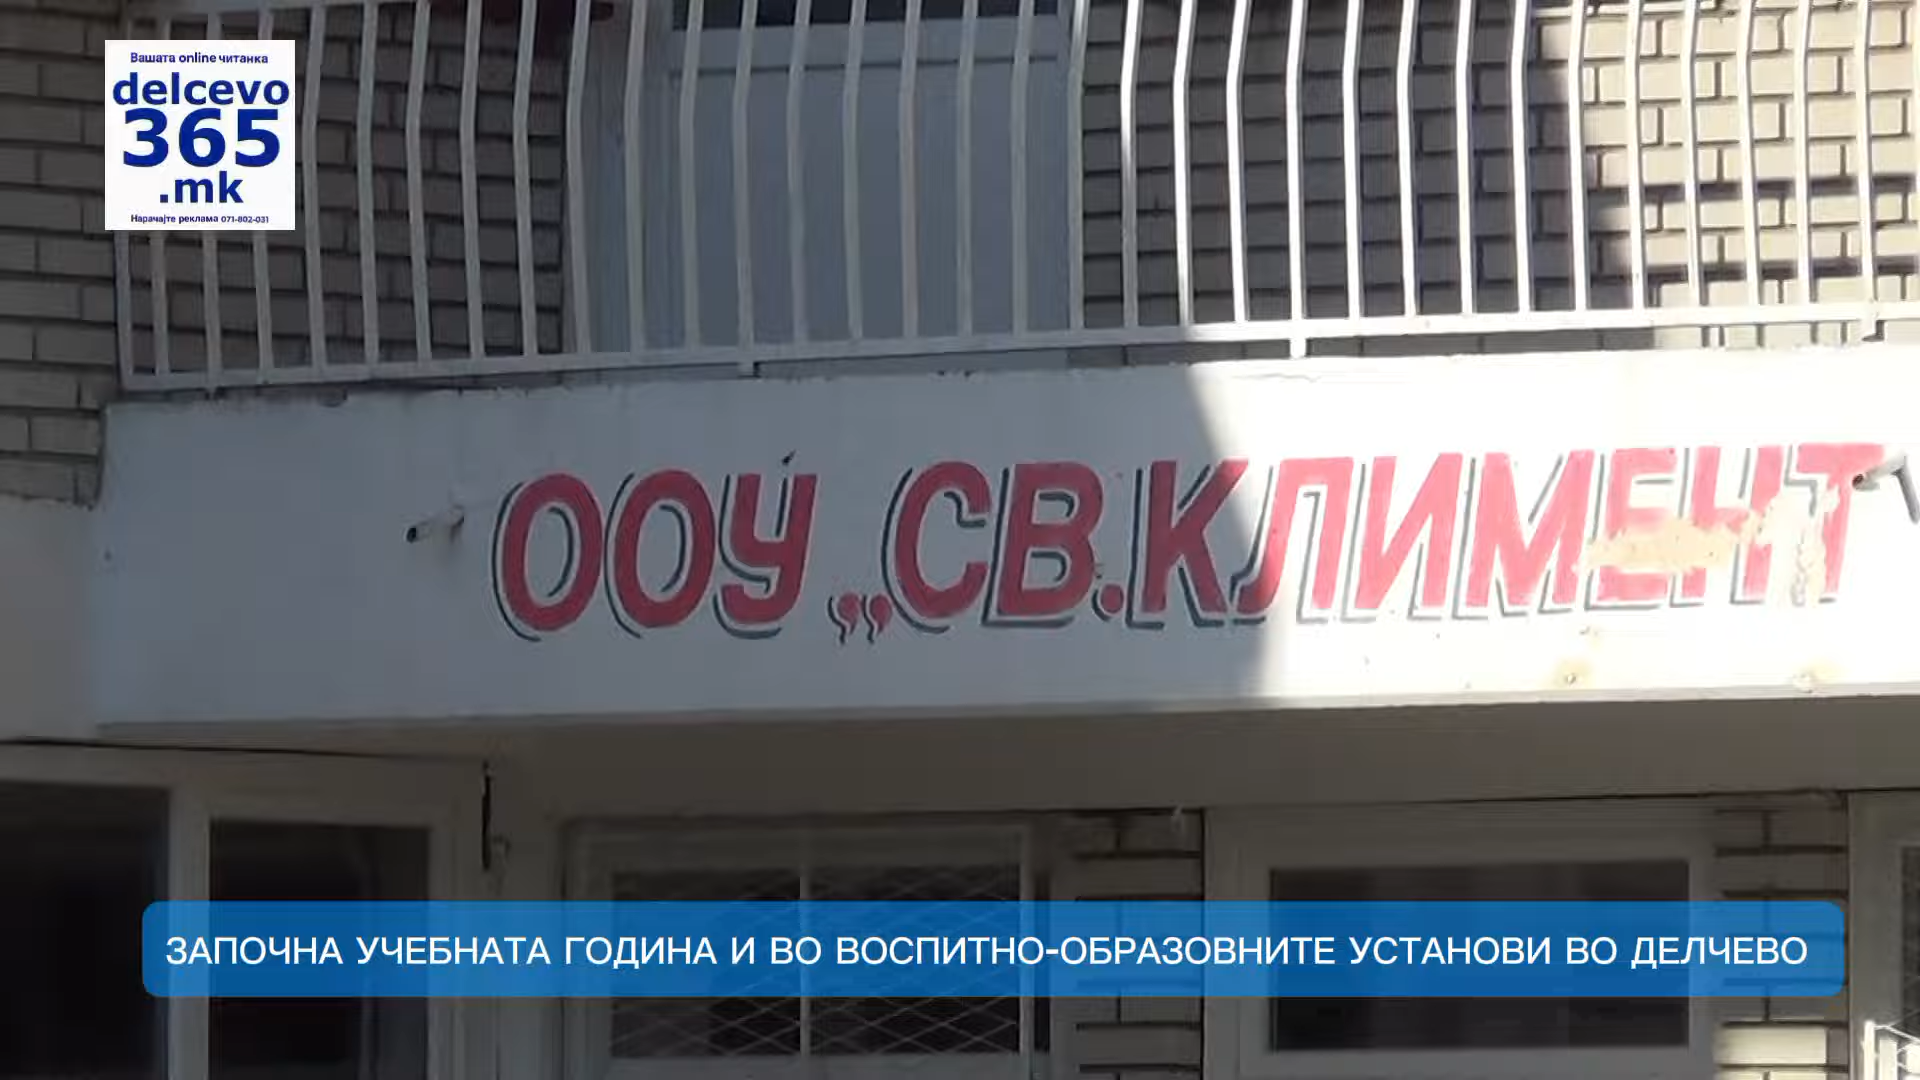 Вашата online читанка
delcevo
365
.mk
Нарачајте реклама 071-802-031
ООУ „СВ.КЛИМЕНТ
ЗАПОЧНА УЧЕБНАТА ГОДИНА И ВО ВОСПИТНО-ОБРАЗОВНИТЕ УСТАНОВИ ВО ДЕЛЧЕВО